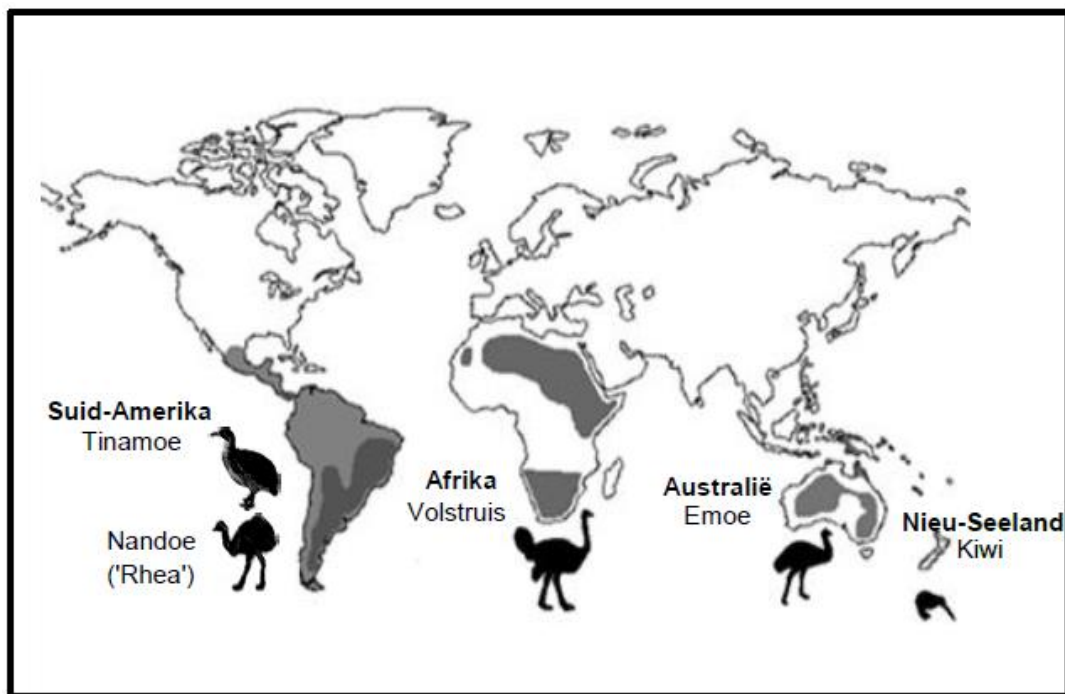 Suid-Amerika
Tinamoe
Nandoe
('Rhea')
Afrika
Volstruis
Australië
Emoe
Nieu-Seeland
Kiwi